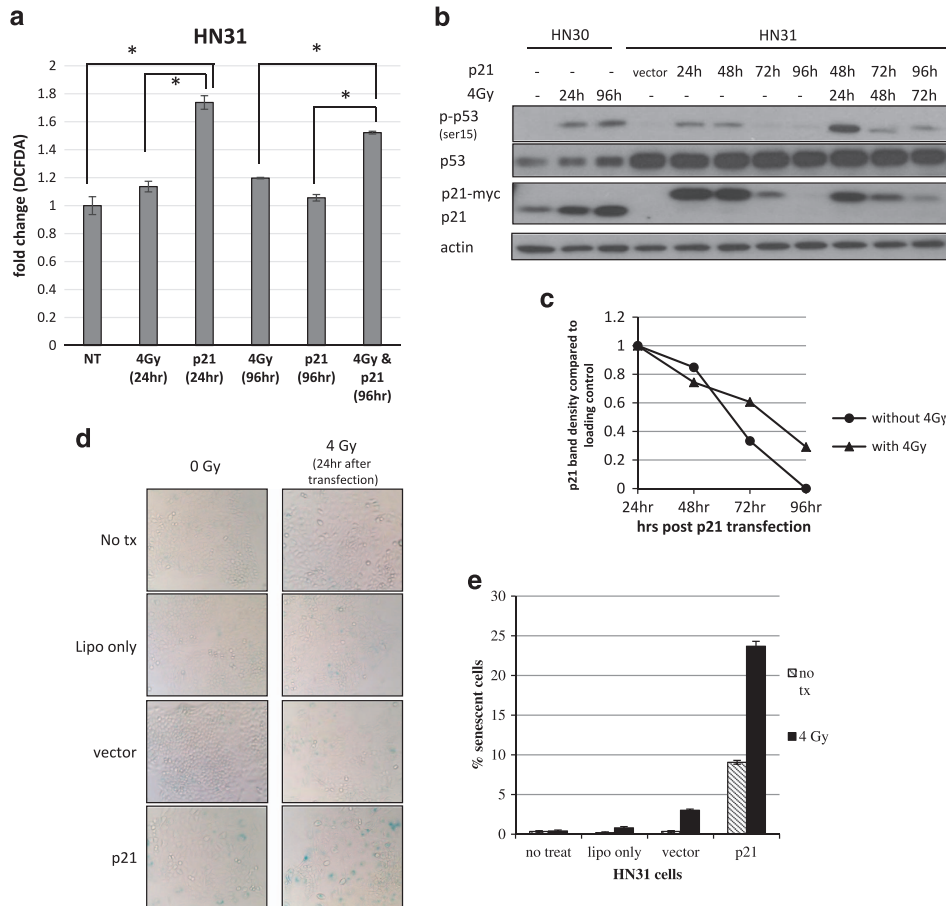 a
HN31
fold change (DCFDA)
2
1.8
1.6
1.4
1.2
1
0.8
0.6
0.4
0.2
0
*
*
*
*
NT
4Gy (24hr)
p21 (24hr)
4Gy (96hr)
p21 (96hr)
4Gy & p21 (96hr)
b
HN30 HN31
p21 - - - vector 24h 48h 72h 96h 48h 72h 96h
4Gy - 24h 96h - - - - - 24h 48h 72h
p-p53
(ser15)
p53
p21-myc
p21
actin
c
p21 band density compared to
loading control
1.2
1
0.8
0.6
0.4
0.2
0
24hr 48hr 72hr 96hr
hrs post p21 transfection
without 4Gy
with 4Gy
d
0 Gy
4 Gy
(24hr after
transfection)
No tx
Lipo only
vector
p21
e
% senescent cells
30
25
20
15
10
5
0
no treat lipo only vector p21
HN31 cells
no
tx
4 Gy